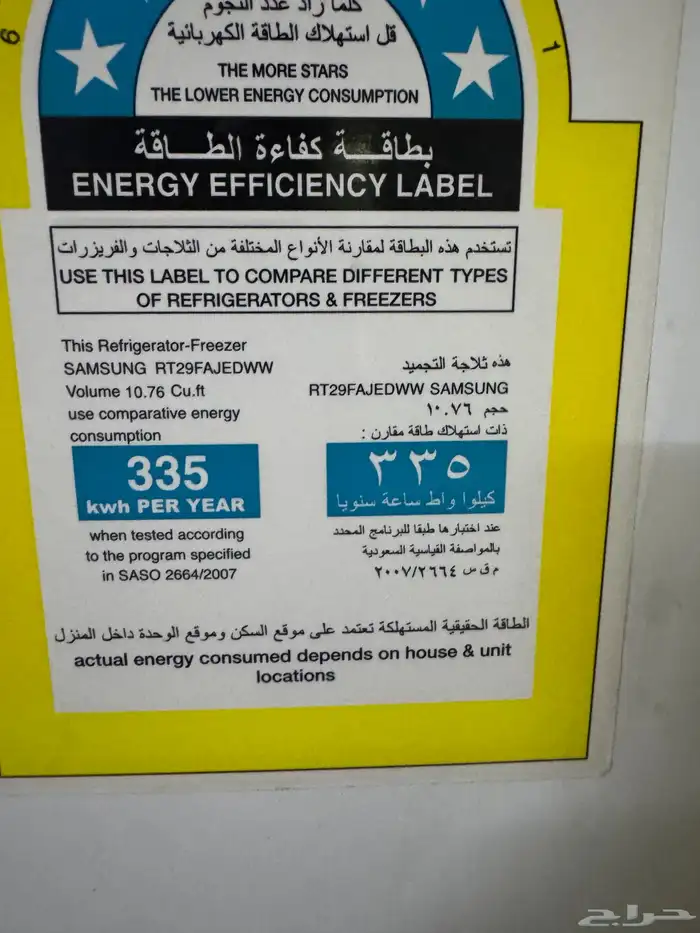 كلما زاد عدد النجوم
قل استهلاك الطاقة الكهربائية
THE MORE STARS
THE LOWER ENERGY CONSUMPTION
1
بطاقة كفاءة الطاقة
ENERGY EFFICIENCY LABEL
تستخدم هذه البطاقة لمقارنة الأنواع المختلفة من الثلاجات والفريزرات
USE THIS LABEL TO COMPARE DIFFERENT TYPES
OF REFRIGERATORS & FREEZERS
This Refrigerator-Freezer
SAMSUNG RT29FAJEDWW
Volume 10.76 Cu.ft
use comparative energy
consumption
335
kwh PER YEAR
when tested according
to the program specified
in SASO 2664/2007
هذه ثلاجة التجميد
RT29FAJEDWW SAMSUNG
حجم ١٠.٧٦
ذات استهلاك طاقة مقارن :
٣٣٥
كيلوا واط ساعة سنويا
عند اختبارها طبقا للبرنامج المحدد
بالمواصفة القياسية السعودية
م ق س ٢٠٠٧/٢٦٦٤
الطاقة الحقيقية المستهلكة تعتمد على موقع السكن وموقع الوحدة داخل المنزل
actual energy consumed depends on house & unit
locations
حراج